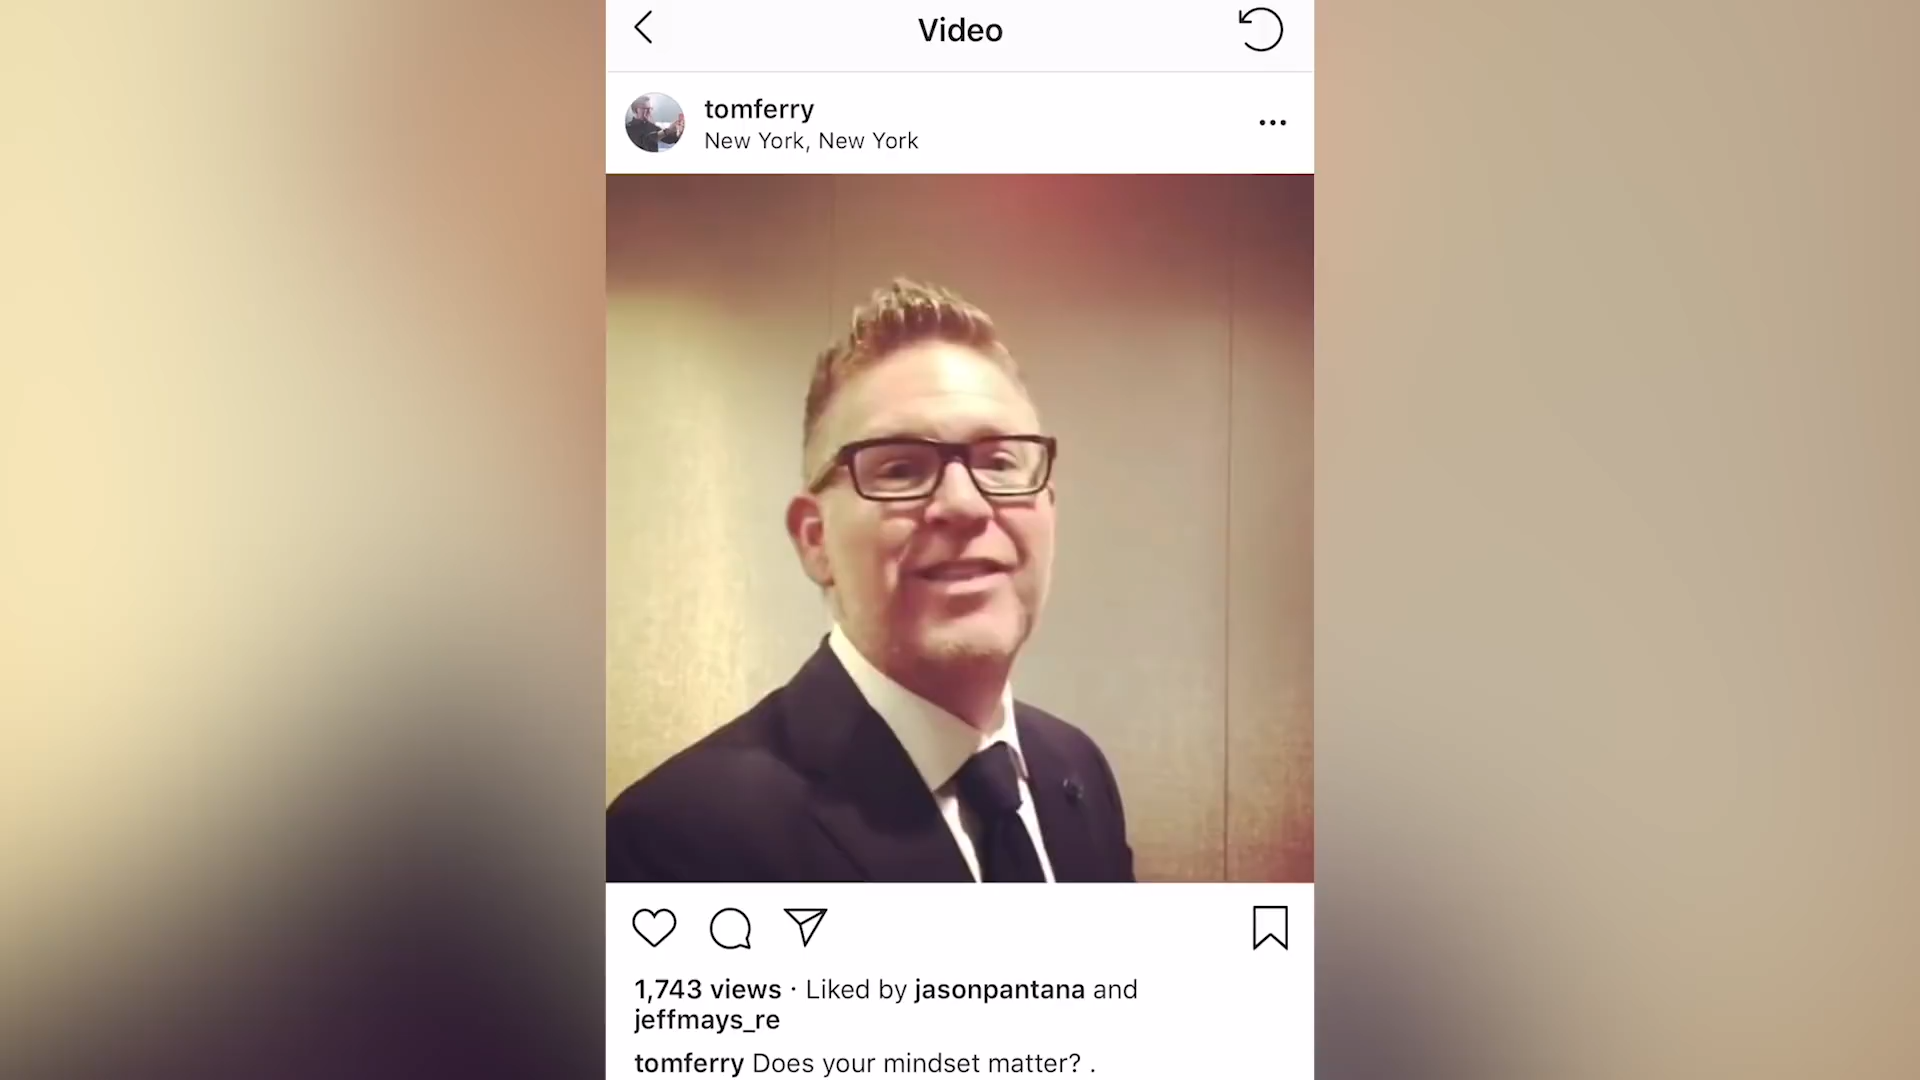 Video
tomferry
New York, New York
1,743 views · Liked by jasonpantana and
jeffmays_re
tomferry Does your mindset matter? .